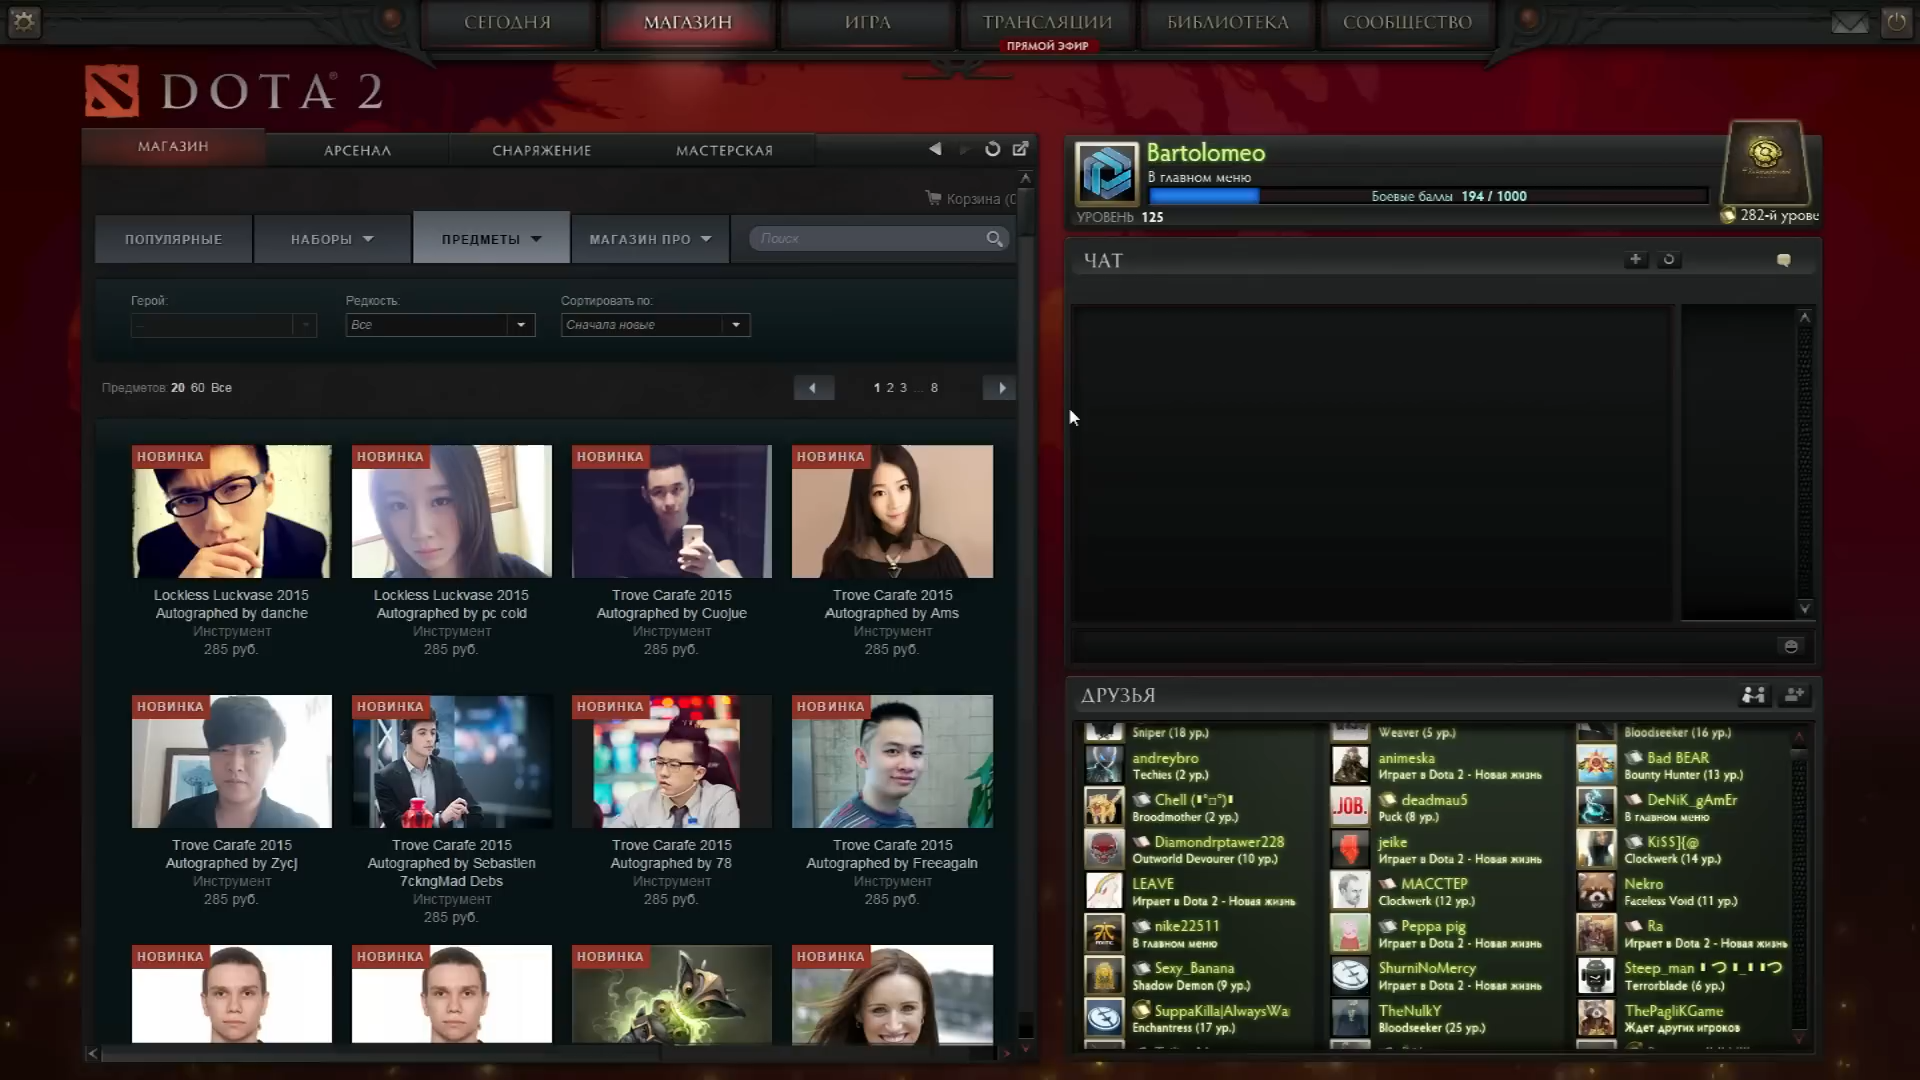 СЕГОДНЯ
МАГАЗИН
ИГРА
ТРАНСЛЯЦИИ
ПРЯМОЙ ЭФИР
БИБЛИОТЕКА
СООБЩЕСТВО
DOTA® 2
МАГАЗИН
АРСЕНАЛ
СНАРЯЖЕНИЕ
МАСТЕРСКАЯ
Корзина (0
ПОПУЛЯРНЫЕ
НАБОРЫ
ПРЕДМЕТЫ
МАГАЗИН ПРО
Поиск
Герой:
Редкость:
Сортировать по:
Все
Сначала новые
Предметов: 20 60 Все
1 2 3 ... 8
НОВИНКА
НОВИНКА
НОВИНКА
НОВИНКА
Lockless Luckvase 2015
Autographed by danche
Инструмент
285 руб.
Lockless Luckvase 2015
Autographed by pc cold
Инструмент
285 руб.
Trove Carafe 2015
Autographed by Cuojue
Инструмент
285 руб.
Trove Carafe 2015
Autographed by Ams
Инструмент
285 руб.
НОВИНКА
НОВИНКА
НОВИНКА
НОВИНКА
Trove Carafe 2015
Autographed by Zycj
Инструмент
285 руб.
Trove Carafe 2015
Autographed by Sebastien
7ckngMad Debs
Инструмент
285 руб.
Trove Carafe 2015
Autographed by 78
Инструмент
285 руб.
Trove Carafe 2015
Autographed by Freeagain
Инструмент
285 руб.
НОВИНКА
НОВИНКА
НОВИНКА
НОВИНКА
Bartolomeo
В главном меню
Боевые баллы 194 / 1000
УРОВЕНЬ 125
282-й урове
ЧАТ
ДРУЗЬЯ
Sniper (18 ур.)
andreybro
Techies (2 ур.)
Chell
Broodmother (2 ур.)
Diamondrptawer228
Outworld Devourer (10 ур.)
LEAVE
Играет в Dota 2 - Новая жизнь
nike22511
В главном меню
Sexy_Banana
Shadow Demon (9 ур.)
SuppaKilla|AlwaysWa
Enchantress (17 ур.)
Weaver (5 ур.)
animeska
Играет в Dota 2 - Новая жизнь
.JOB.
deadmau5
Puck (8 ур.)
jeike
Играет в Dota 2 - Новая жизнь
МАССТЕР
Clockwerk (12 ур.)
Peppa pig
Играет в Dota 2 - Новая жизнь
ShurniNoMercy
Играет в Dota 2 - Новая жизнь
TheNulkY
Bloodseeker (25 ур.)
Bloodseeker (16 ур.)
Bad BEAR
Bounty Hunter (13 ур.)
DeNiK_gAmEr
В главном меню
KiSS]{@
Clockwerk (14 ур.)
Nekro
Faceless Void (11 ур.)
Ra
Играет в Dota 2 - Новая жизнь
Steep_man
Terrorblade (6 ур.)
ThePagliKGame
Ждет других игроков